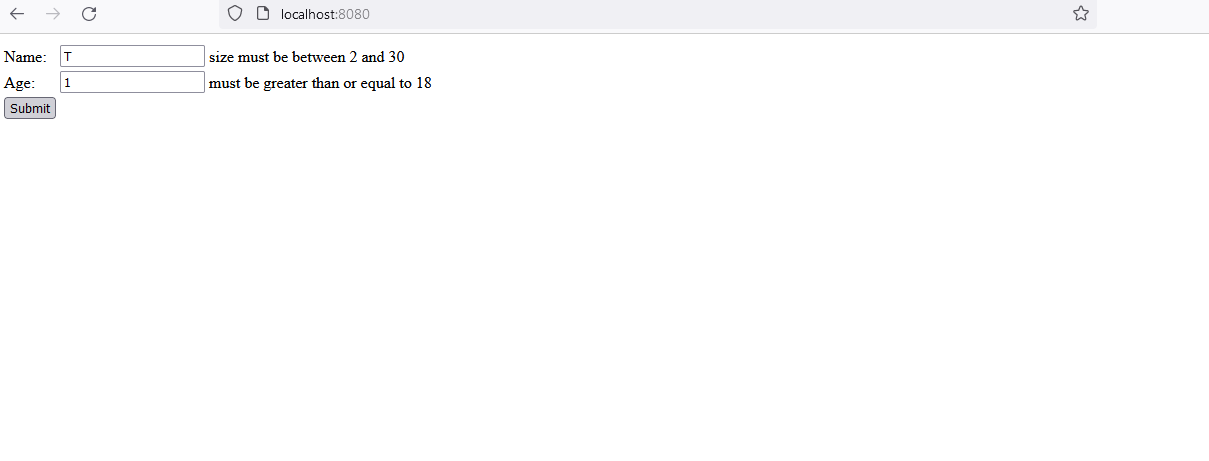 localhost:8080
Name: T size must be between 2 and 30
Age: 1 must be greater than or equal to 18
Submit